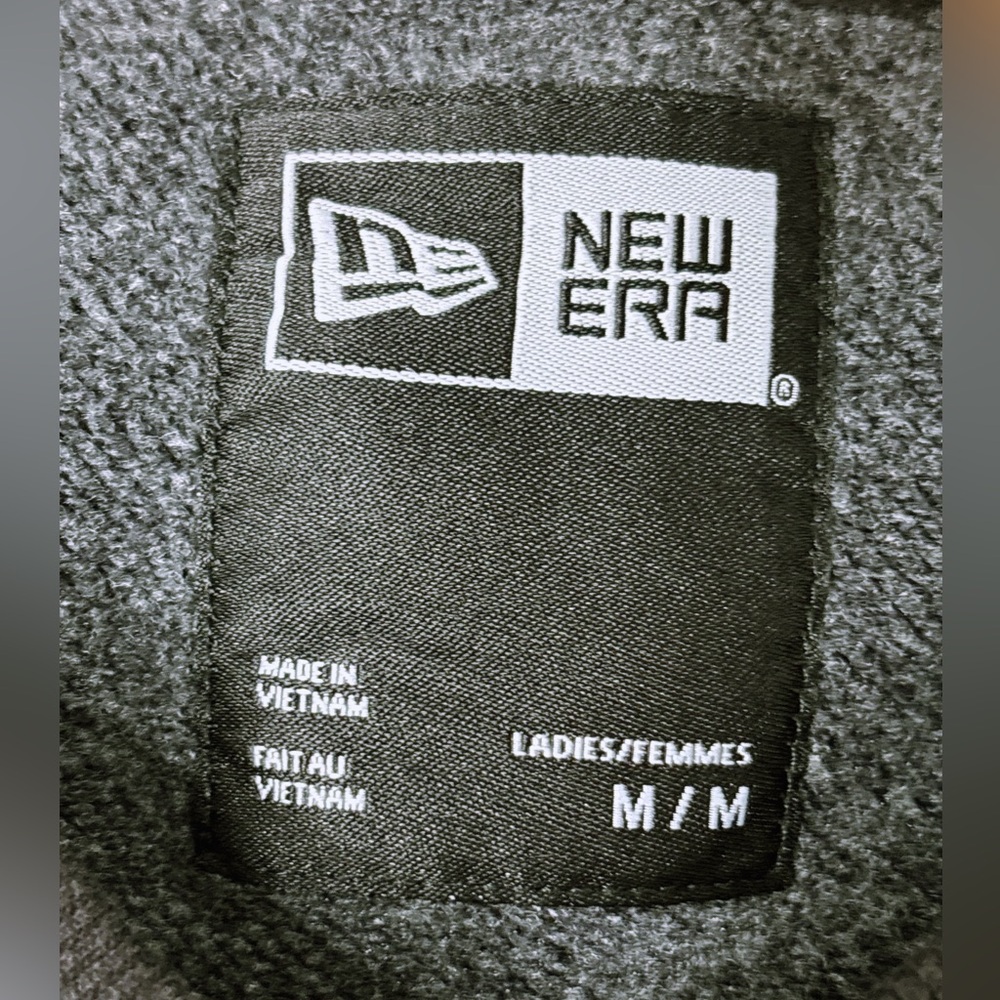 NEW
ERA
®
MADE IN
VIETNAM
FAIT AU
VIETNAM
LADIES/FEMMES
M / M